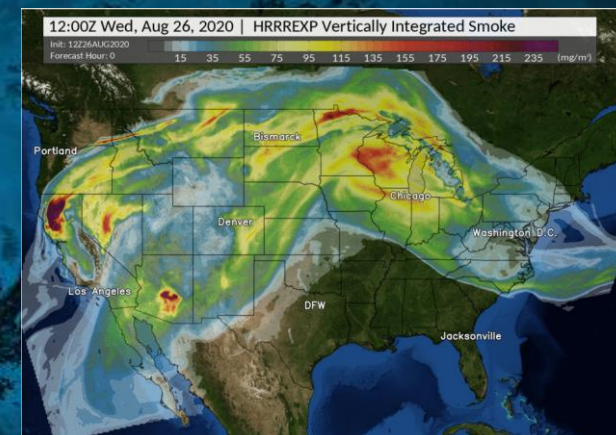 12:00Z Wed, Aug 26, 2020 | HRRREXP Vertically Integrated Smoke
Init: 12Z26AUG2020
Forecast Hour: 0
15 35 55 75 95 115 135 155 175 195 215 235 (mg/m²)
Bismarck
Portland
Chicago
Denver
Washington D.C.
Los Angeles
DFW
Jacksonville